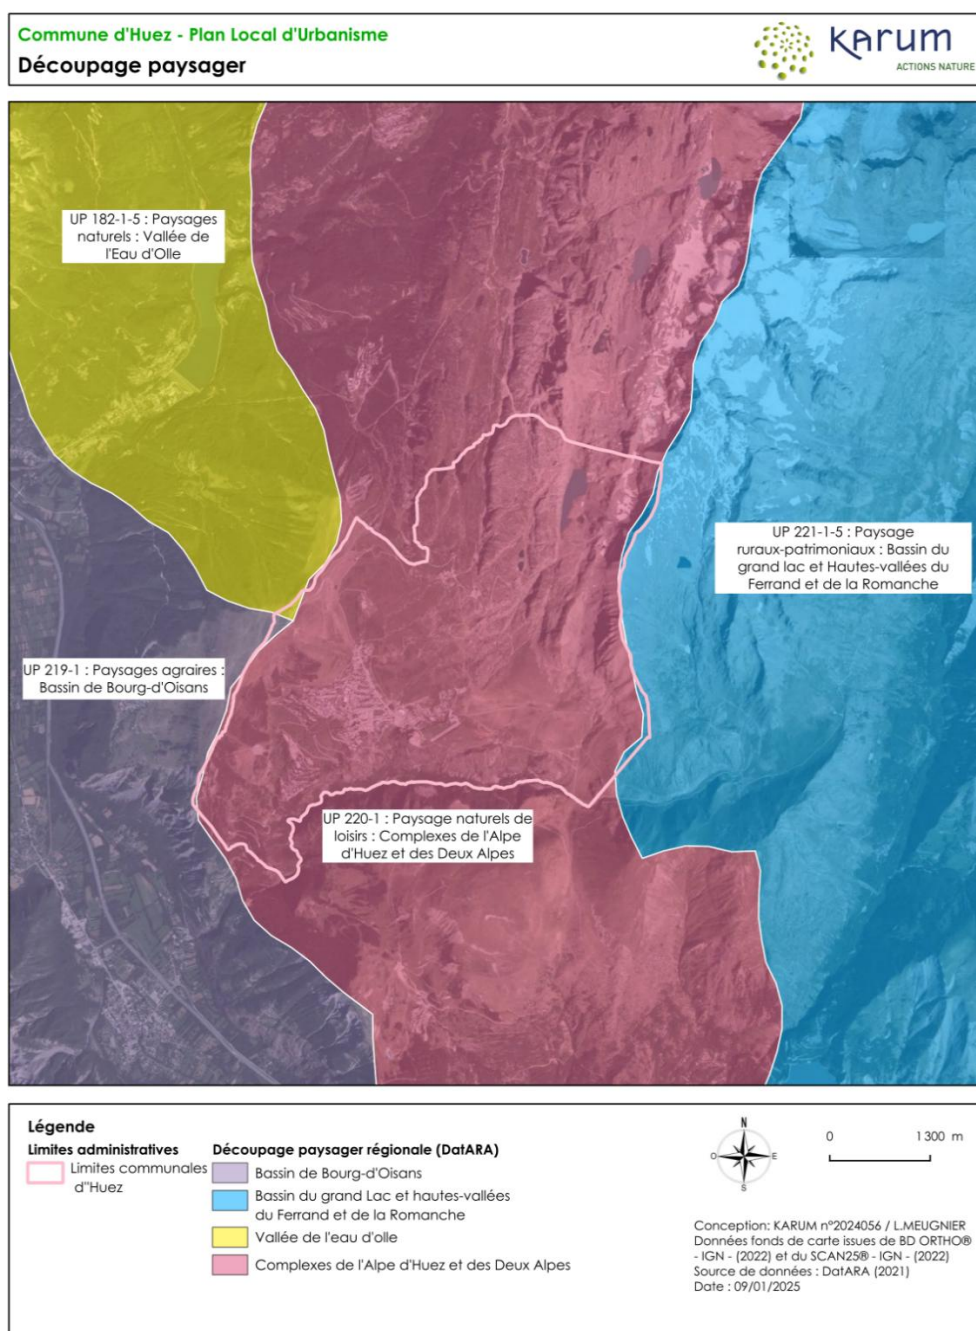 Commune d'Huez - Plan Local d'Urbanisme
Découpage paysager
KARUM
ACTIONS NATURE
UP 182-1-5 : Paysages
naturels : Vallée de
l'Eau d'Olle
UP 221-1-5 : Paysage
ruraux-patrimoniaux : Bassin du
grand lac et Hautes-vallées du
Ferrand et de la Romanche
UP 219-1 : Paysages agraires :
Bassin de Bourg-d'Oisans
UP 220-1 : Paysage naturels de
loisirs : Complexes de l'Alpe
d'Huez et des Deux Alpes
Légende
Limites administratives
Limites communales
d"Huez
Découpage paysager régionale (DatARA)
Bassin de Bourg-d'Oisans
Bassin du grand Lac et hautes-vallées
du Ferrand et de la Romanche
Vallée de l'eau d'olle
Complexes de l'Alpe d'Huez et des Deux Alpes
N
O
E
S
0 1 300 m
Conception: KARUM n°2024056 / L.MEUGNIER
Données fonds de carte issues de BD ORTHO®
- IGN - (2022) et du SCAN25® - IGN - (2022)
Source de données : DatARA (2021)
Date : 09/01/2025